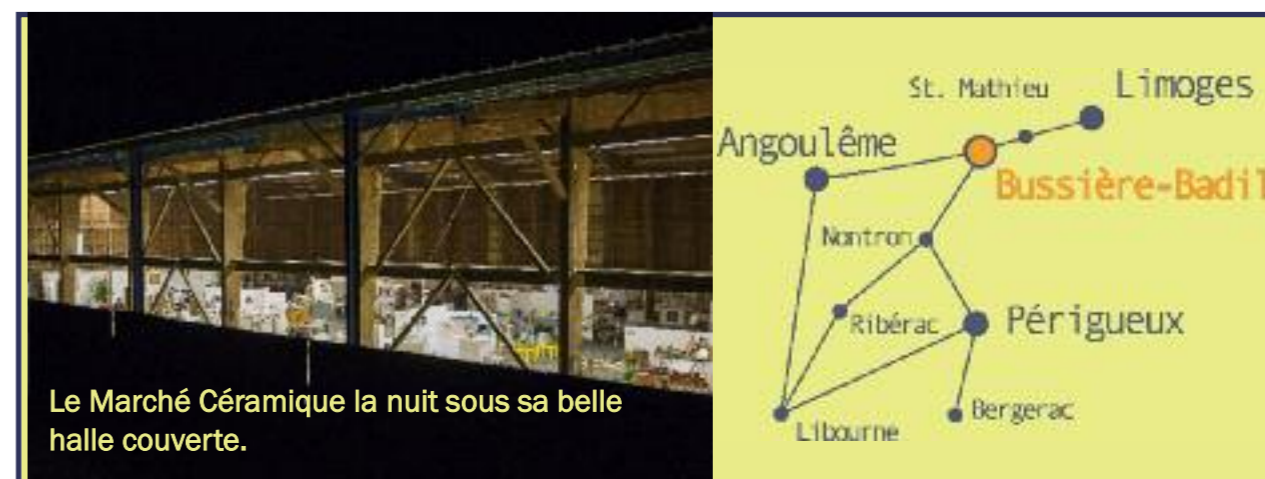 Le Marché Céramique la nuit sous sa belle
halle couverte.
St. Mathieu
Limoges
Angoulême
Bussière-Badil
Nontron
Ribérac
Périgueux
Bergerac
Libourne